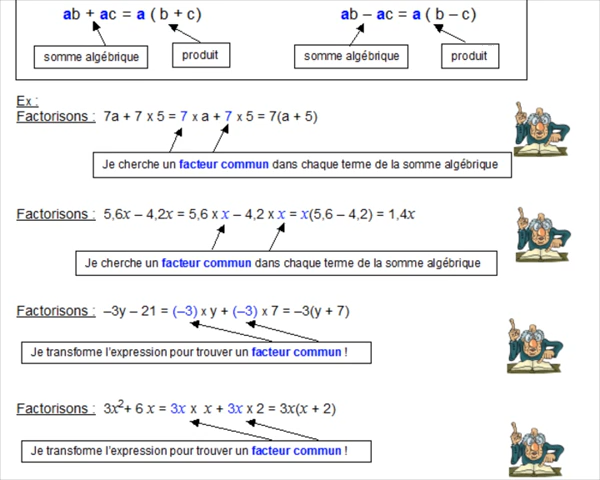 ab + ac = a ( b + c) ab – ac = a ( b – c)
somme algébrique produit somme algébrique produit
Ex :
Factorisons : 7a + 7 x 5 = 7 x a + 7 x 5 = 7(a + 5)
Je cherche un facteur commun dans chaque terme de la somme algébrique
Factorisons : 5,6x – 4,2x = 5,6 x x – 4,2 x x = x(5,6 – 4,2) = 1,4x
Je cherche un facteur commun dans chaque terme de la somme algébrique
Factorisons : –3y – 21 = (–3) x y + (–3) x 7 = –3(y + 7)
Je transforme l'expression pour trouver un facteur commun !
Factorisons : 3x²+ 6 x = 3x x x + 3x x 2 = 3x(x + 2)
Je transforme l'expression pour trouver un facteur commun !